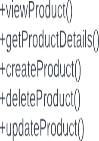 +viewProduct()
+getProductDetails()
+createProduct()
+deleteProduct()
+updateProduct()